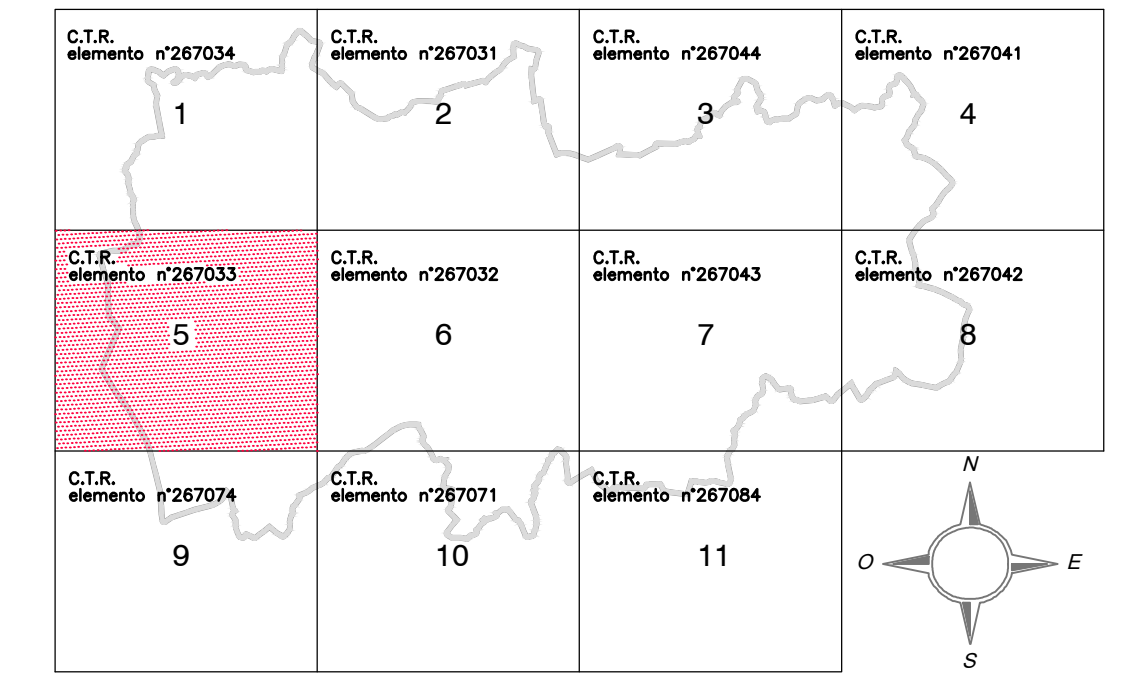 C.T.R.
elemento n°267034
1
C.T.R.
elemento n°267031
2
C.T.R.
elemento n°267044
3
C.T.R.
elemento n°267041
4
C.T.R.
elemento n°267033
5
C.T.R.
elemento n°267032
6
C.T.R.
elemento n°267043
7
C.T.R.
elemento n°267042
8
C.T.R.
elemento n°267074
9
C.T.R.
elemento n°267071
10
C.T.R.
elemento n°267084
11
N
O
E
S